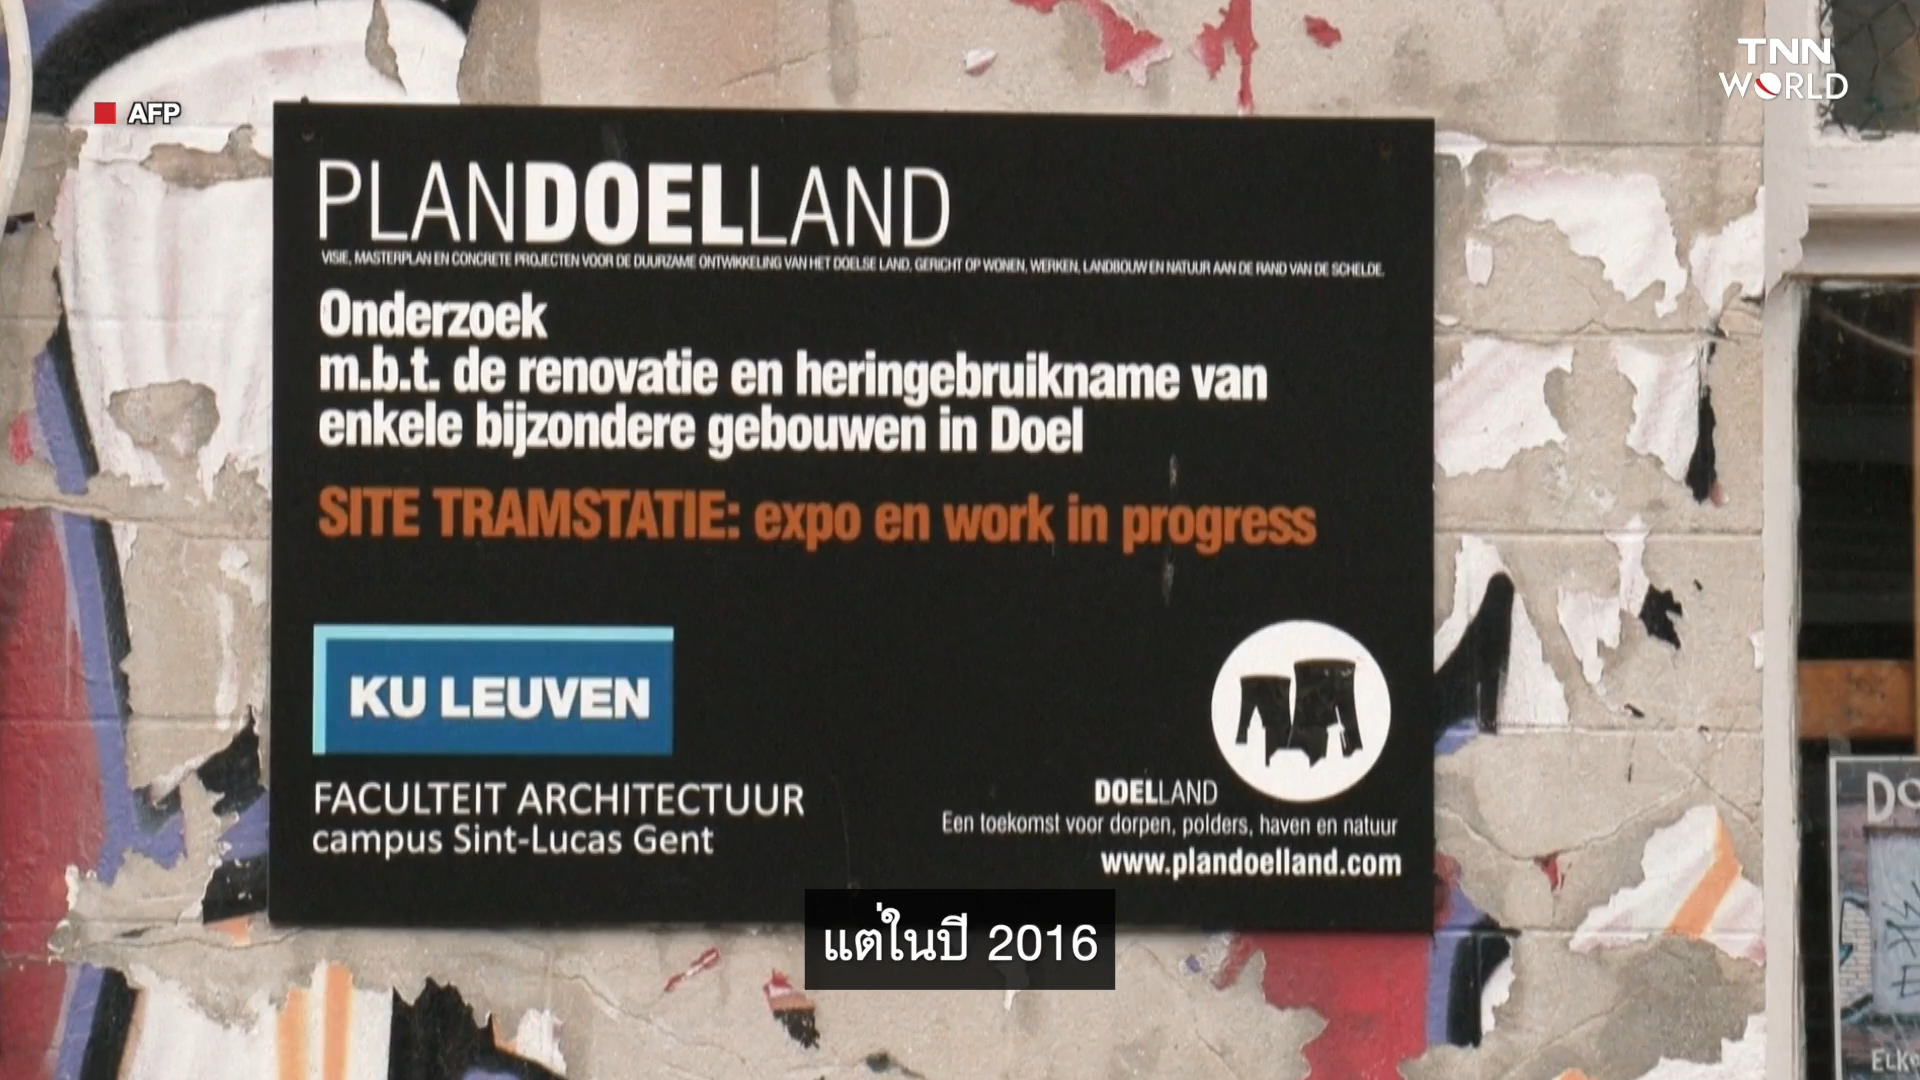 TNN
WORLD
AFP
PLANDOELLAND
VISIE, MASTERPLAN EN CONCRETE PROJECTEN VOOR DE DUURZAME ONTWIKKELING VAN HET DOELSE LAND, GERICHT OP WONEN, WERKEN, LANDBOUW EN NATUUR AAN DE RAND VAN DE SCHELDE.
Onderzoek
m.b.t. de renovatie en heringebruikname van
enkele bijzondere gebouwen in Doel
SITE TRAMSTATIE: expo en work in progress
KU LEUVEN
FACULTEIT ARCHITECTUUR
campus Sint-Lucas Gent
DOELLAND
Een toekomst voor dorpen, polders, haven en natuur
www.plandoelland.com
แต่ในปี 2016